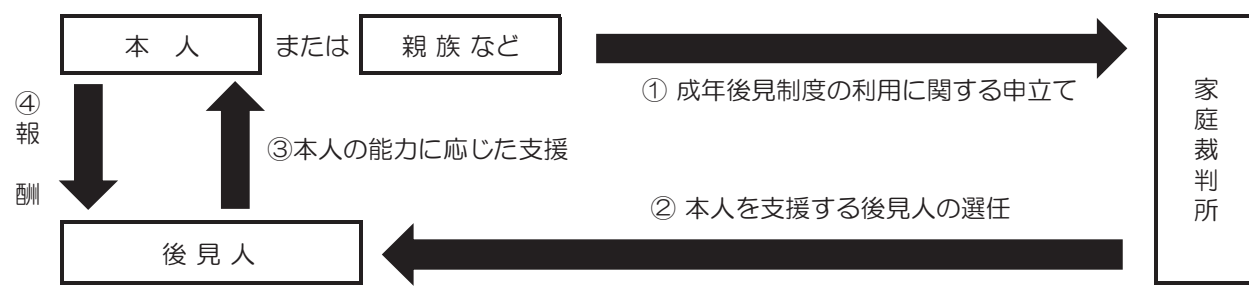 本 人
または
親 族 など
① 成年後見制度の利用に関する申立て
家庭裁判所
④報 酬
③本人の能力に応じた支援
② 本人を支援する後見人の選任
後 見 人